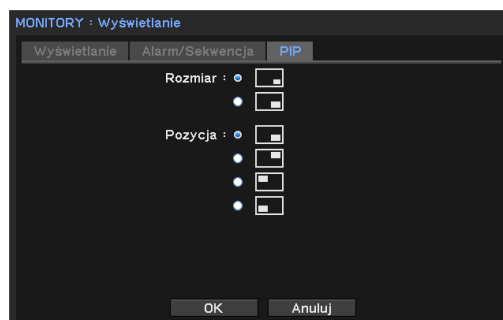 MONITORY : Wyświetlanie
Wyświetlanie Alarm/Sekwencja PIP
Rozmiar :
Pozycja :
OK Anuluj